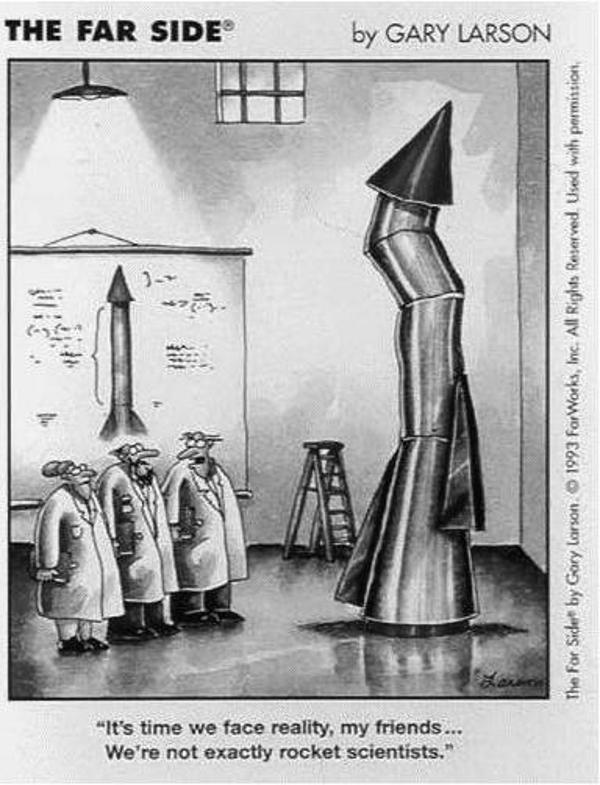 THE FAR SIDE® by GARY LARSON
"It's time we face reality, my friends...
We're not exactly rocket scientists."
The Far Side® by Gary Larson © 1993 FarWorks, Inc. All Rights Reserved. Used with permission.
Larson